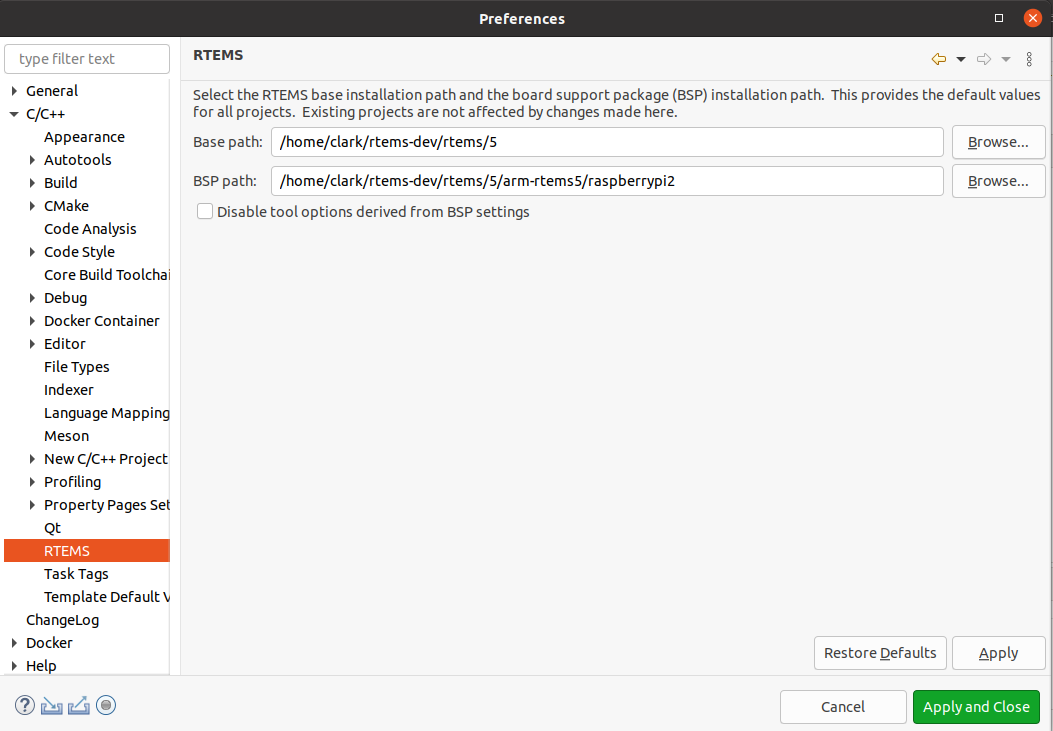 Preferences
type filter text
General
C/C++
Appearance
Autotools
Build
CMake
Code Analysis
Code Style
Core Build Toolchai
Debug
Docker Container
Editor
File Types
Indexer
Language Mapping
Meson
New C/C++ Project
Profiling
Property Pages Set
Qt
RTEMS
Task Tags
Template Default V
ChangeLog
Docker
Help
RTEMS
Select the RTEMS base installation path and the board support package (BSP) installation path.  This provides the default values
for all projects.  Existing projects are not affected by changes made here.
Base path: /home/clark/rtems-dev/rtems/5 Browse...
BSP path: /home/clark/rtems-dev/rtems/5/arm-rtems5/raspberrypi2 Browse...
Disable tool options derived from BSP settings
Restore Defaults Apply
? Cancel Apply and Close